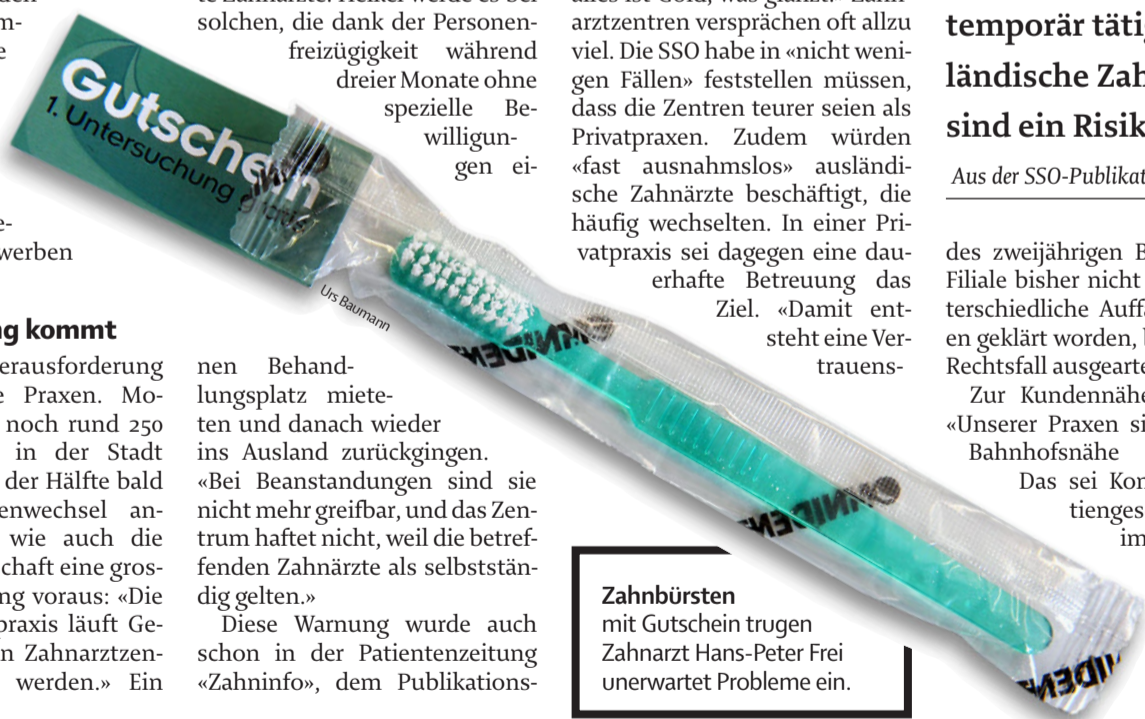 te Zahnärzte. Heikel werde es bei
solchen, die dank der Personen-
freizügigkeit während
dreier Monate ohne
spezielle Be-
willigun-
gen ei-
nen Behand-
lungsplatz miete-
ten und danach wieder
ins Ausland zurückgingen.
«Bei Beanstandungen sind sie
nicht mehr greifbar, und das Zen-
trum haftet nicht, weil die betref-
fenden Zahnärzte als selbststän-
dig gelten.»
Diese Warnung wurde auch
schon in der Patientenzeitung
«Zahninfo», dem Publikations-
werben
ng kommt
erausforderung
e Praxen. Mo-
noch rund 250
in der Stadt
der Hälfte bald
enwechsel an-
wie auch die
chaft eine gros-
ng voraus: «Die
praxis läuft Ge-
n Zahnarztzen-
werden.» Ein
Gutschein
1. Untersuchung gratis
Urs Baumann
arztzentren versprächen oft allzu
viel. Die SSO habe in «nicht weni-
gen Fällen» feststellen müssen,
dass die Zentren teurer seien als
Privatpraxen. Zudem würden
«fast ausnahmslos» ausländi-
sche Zahnärzte beschäftigt, die
häufig wechselten. In einer Pri-
vatpraxis sei dagegen eine dau-
erhafte Betreuung das
Ziel. «Damit ent-
steht eine Ver-
trauens-
Zahnbürsten
mit Gutschein trugen
Zahnarzt Hans-Peter Frei
unerwartet Probleme ein.
temporär täti
ländische Zah
sind ein Risik
Aus der SSO-Publikat
des zweijährigen B
Filiale bisher nicht
terschiedliche Auffa
en geklärt worden, b
Rechtsfall ausgearte
Zur Kundennähe
«Unserer Praxen si
Bahnhofsnähe
Das sei Kon
tienges
im